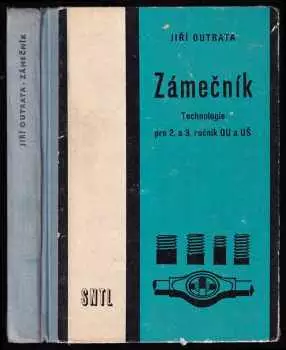 JIŘÍ OUTRATA · ZÁMEČNÍK
JIŘÍ OUTRATA
Zámečník
Technologie
pro 2. a 3. ročník OU a UŠ
SNTL